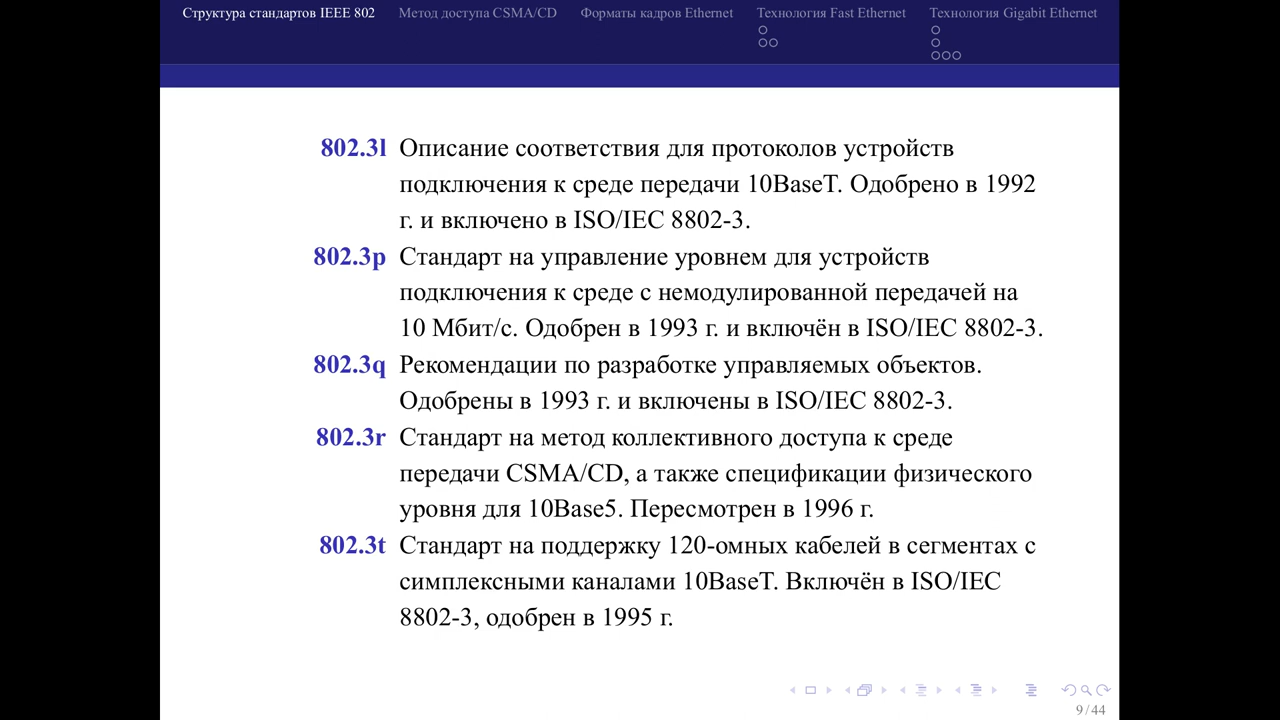 Структура стандартов IEEE 802 Метод доступа CSMA/CD Форматы кадров Ethernet Технология Fast Ethernet Технология Gigabit Ethernet
802.3l Описание соответствия для протоколов устройств
подключения к среде передачи 10BaseT. Одобрено в 1992
г. и включено в ISO/IEC 8802-3.
802.3p Стандарт на управление уровнем для устройств
подключения к среде с немодулированной передачей на
10 Мбит/с. Одобрен в 1993 г. и включён в ISO/IEC 8802-3.
802.3q Рекомендации по разработке управляемых объектов.
Одобрены в 1993 г. и включены в ISO/IEC 8802-3.
802.3r Стандарт на метод коллективного доступа к среде
передачи CSMA/CD, а также спецификации физического
уровня для 10Base5. Пересмотрен в 1996 г.
802.3t Стандарт на поддержку 120-омных кабелей в сегментах с
симплексными каналами 10BaseT. Включён в ISO/IEC
8802-3, одобрен в 1995 г.
9/44